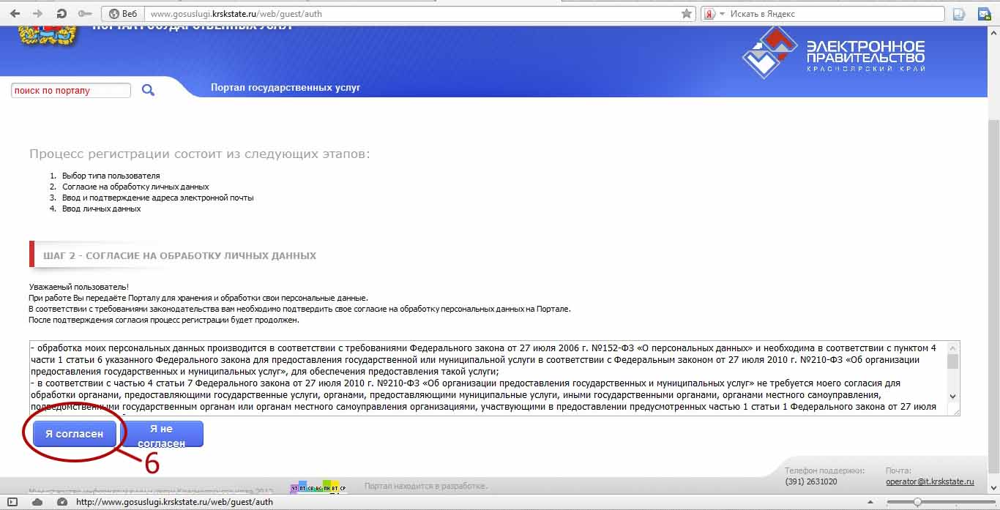 Веб
www.gosuslugi.krskstate.ru/web/guest/auth
Искать в Яндекс
ЭЛЕКТРОННОЕ
ПРАВИТЕЛЬСТВО
КРАСНОЯРСКИЙ КРАЙ
поиск по порталу
Портал государственных услуг
Процесс регистрации состоит из следующих этапов:
1. Выбор типа пользователя
2. Согласие на обработку личных данных
3. Ввод и подтверждение адреса электронной почты
4. Ввод личных данных
ШАГ 2 - СОГЛАСИЕ НА ОБРАБОТКУ ЛИЧНЫХ ДАННЫХ
Уважаемый пользователь!
При работе Вы передаёте Порталу для хранения и обработки свои персональные данные.
В соответствии с требованиями законодательства вам необходимо подтвердить свое согласие на обработку персональных данных на Портале.
После подтверждения согласия процесс регистрации будет продолжен.
- обработка моих персональных данных производится в соответствии с требованиями Федерального закона от 27 июля 2006 г. №152-ФЗ «О персональных данных» и необходима в соответствии с пунктом 4
части 1 статьи 6 указанного Федерального закона для предоставления государственной или муниципальной услуги в соответствии с Федеральным законом от 27 июля 2010 г. №210-ФЗ «Об организации
предоставления государственных и муниципальных услуг», для обеспечения предоставления такой услуги;
- в соответствии с частью 4 статьи 7 Федерального закона от 27 июля 2010 г. №210-ФЗ «Об организации предоставления государственных и муниципальных услуг» не требуется моего согласия для
обработки органами, предоставляющими государственные услуги, органами, предоставляющими муниципальные услуги, иными государственными органами, органами местного самоуправления,
подведомственными государственным органам или органам местного самоуправления организациями, участвующими в предоставлении предусмотренных частью 1 статьи 1 Федерального закона от 27 июля
Я согласен
Я не
согласен
6
Телефон поддержки:
(391) 2631020
Почта:
operator@it.krskstate.ru
ЧТ ПТ СБ ВС ПН ВТ СР
Портал находится в разработке.
http://www.gosuslugi.krskstate.ru/web/guest/auth